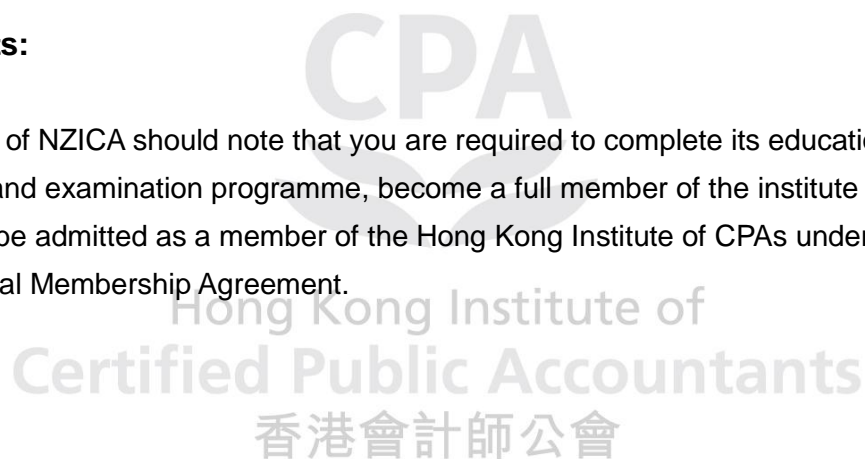 ts:
CPA
of NZICA should note that you are required to complete its educatio
and examination programme, become a full member of the institute
be admitted as a member of the Hong Kong Institute of CPAs under
al Membership Agreement.
Hong Kong Institute of
Certified Public Accountants
香港會計師公會